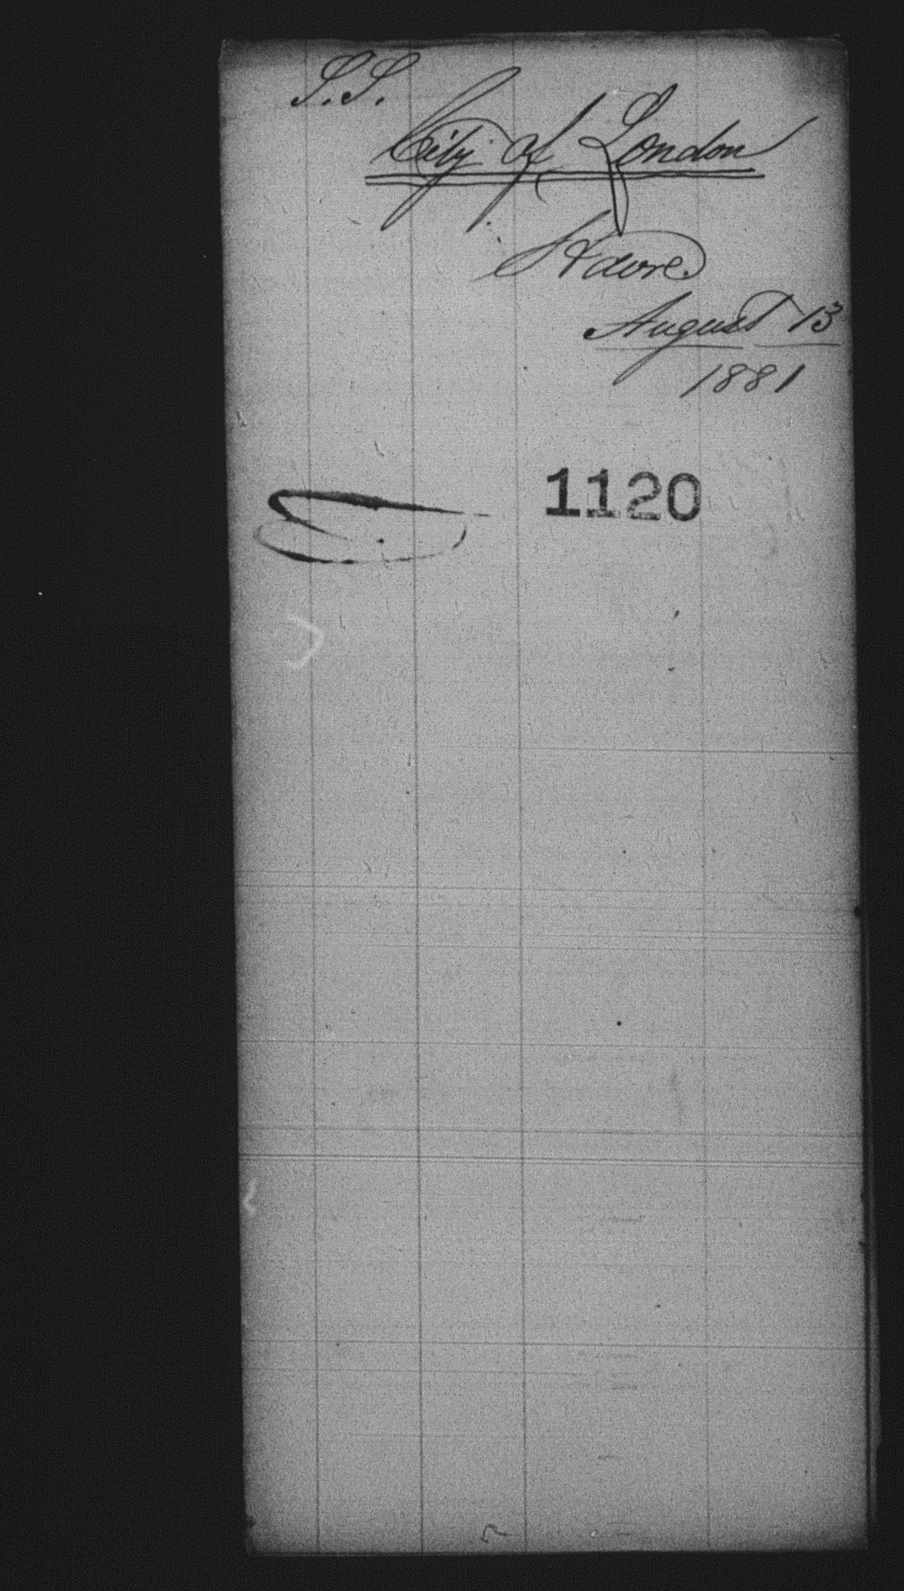 S.S.
City of London
Havre
August 13
1881
1120